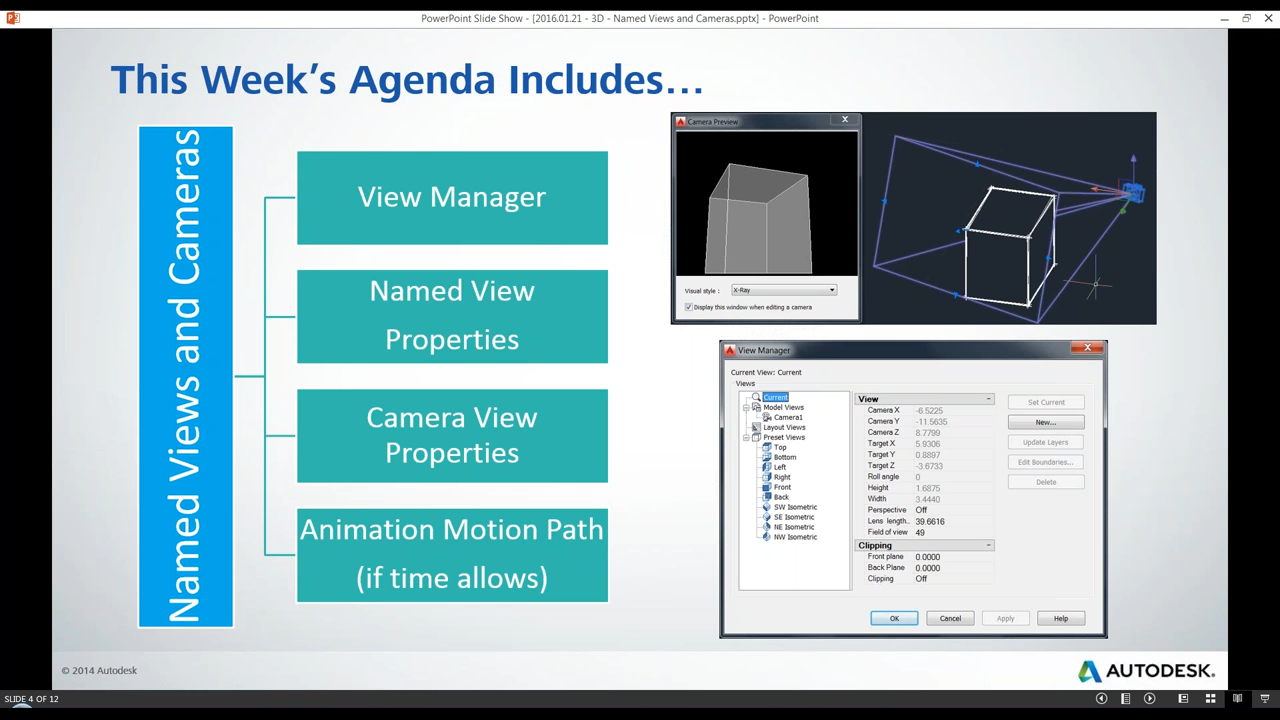 PowerPoint Slide Show - [2016.01.21 - 3D - Named Views and Cameras.pptx] - PowerPoint
This Week's Agenda Includes...
Named Views and Cameras
View Manager
Named View
Properties
Camera View
Properties
Animation Motion Path
(if time allows)
Camera Preview
Visual style :
X-Ray
Display this window when editing a camera
View Manager
Current View: Current
Views
Current
Model Views
Camera1
Layout Views
Preset Views
Top
Bottom
Left
Right
Front
Back
SW Isometric
SE Isometric
NE Isometric
NW Isometric
View
Camera X -6.5225
Camera Y -11.5635
Camera Z 8.7799
Target X 5.9306
Target Y 0.8897
Target Z -3.6733
Roll angle 0
Height 1.6875
Width 3.4440
Perspective Off
Lens length.. 39.6616
Field of view 49
Clipping
Front plane 0.0000
Back Plane 0.0000
Clipping Off
Set Current
New...
Update Layers
Edit Boundaries...
Delete
OK
Cancel
Apply
Help
© 2014 Autodesk
AUTODESK.
SLIDE 4 OF 12